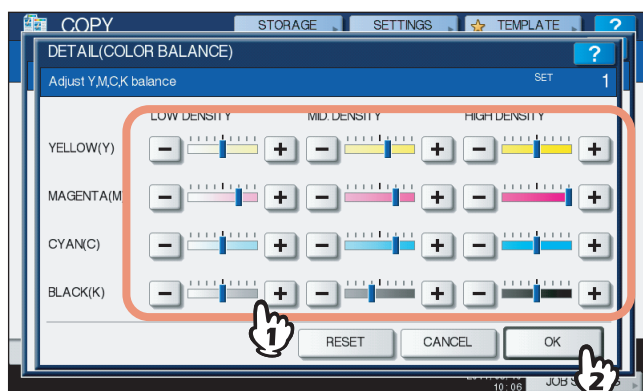 COPY STORAGE SETTINGS TEMPLATE ?
DETAIL(COLOR BALANCE) ?
Adjust Y,M,C,K balance SET 1
LOW DENSITY MID. DENSITY HIGH DENSITY
YELLOW(Y) - + - + - +
MAGENTA(M - + - + - +
CYAN(C) - + - + - +
BLACK(K) - + - + - +
1
RESET CANCEL OK
2
10:06 JOB S